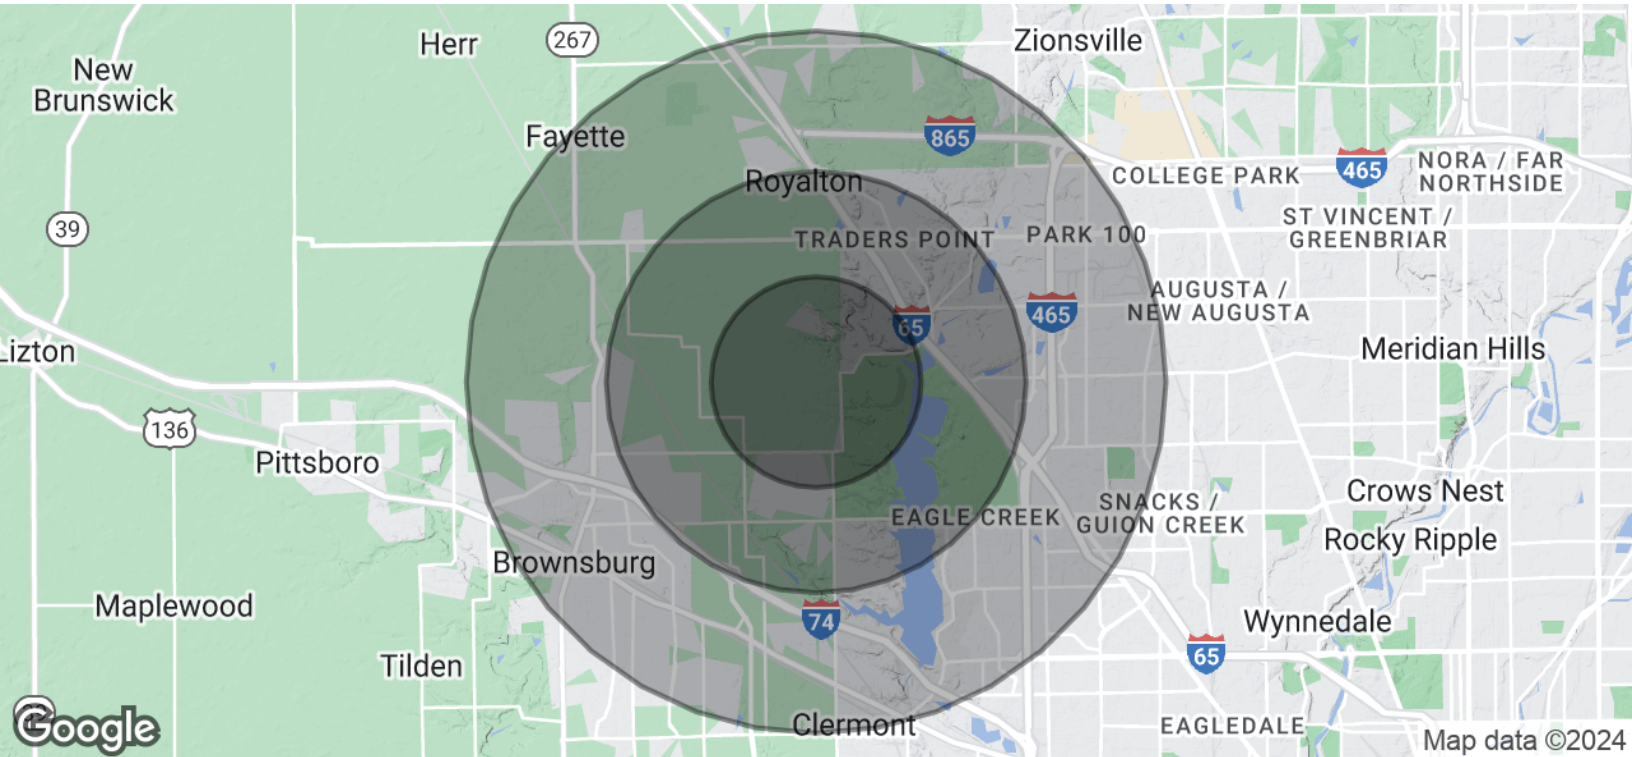 Herr
267
Zionsville
New
Brunswick
Fayette
865
465
NORA / FAR
NORTHSIDE
COLLEGE PARK
Royalton
39
TRADERS POINT
PARK 100
ST VINCENT /
GREENBRIAR
AUGUSTA /
NEW AUGUSTA
65
465
Lizton
Meridian Hills
136
Pittsboro
Crows Nest
SNACKS /
GUION CREEK
EAGLE CREEK
Rocky Ripple
Brownsburg
Maplewood
74
Wynnedale
Tilden
65
Clermont
EAGLEDALE
Google
Map data ©2024